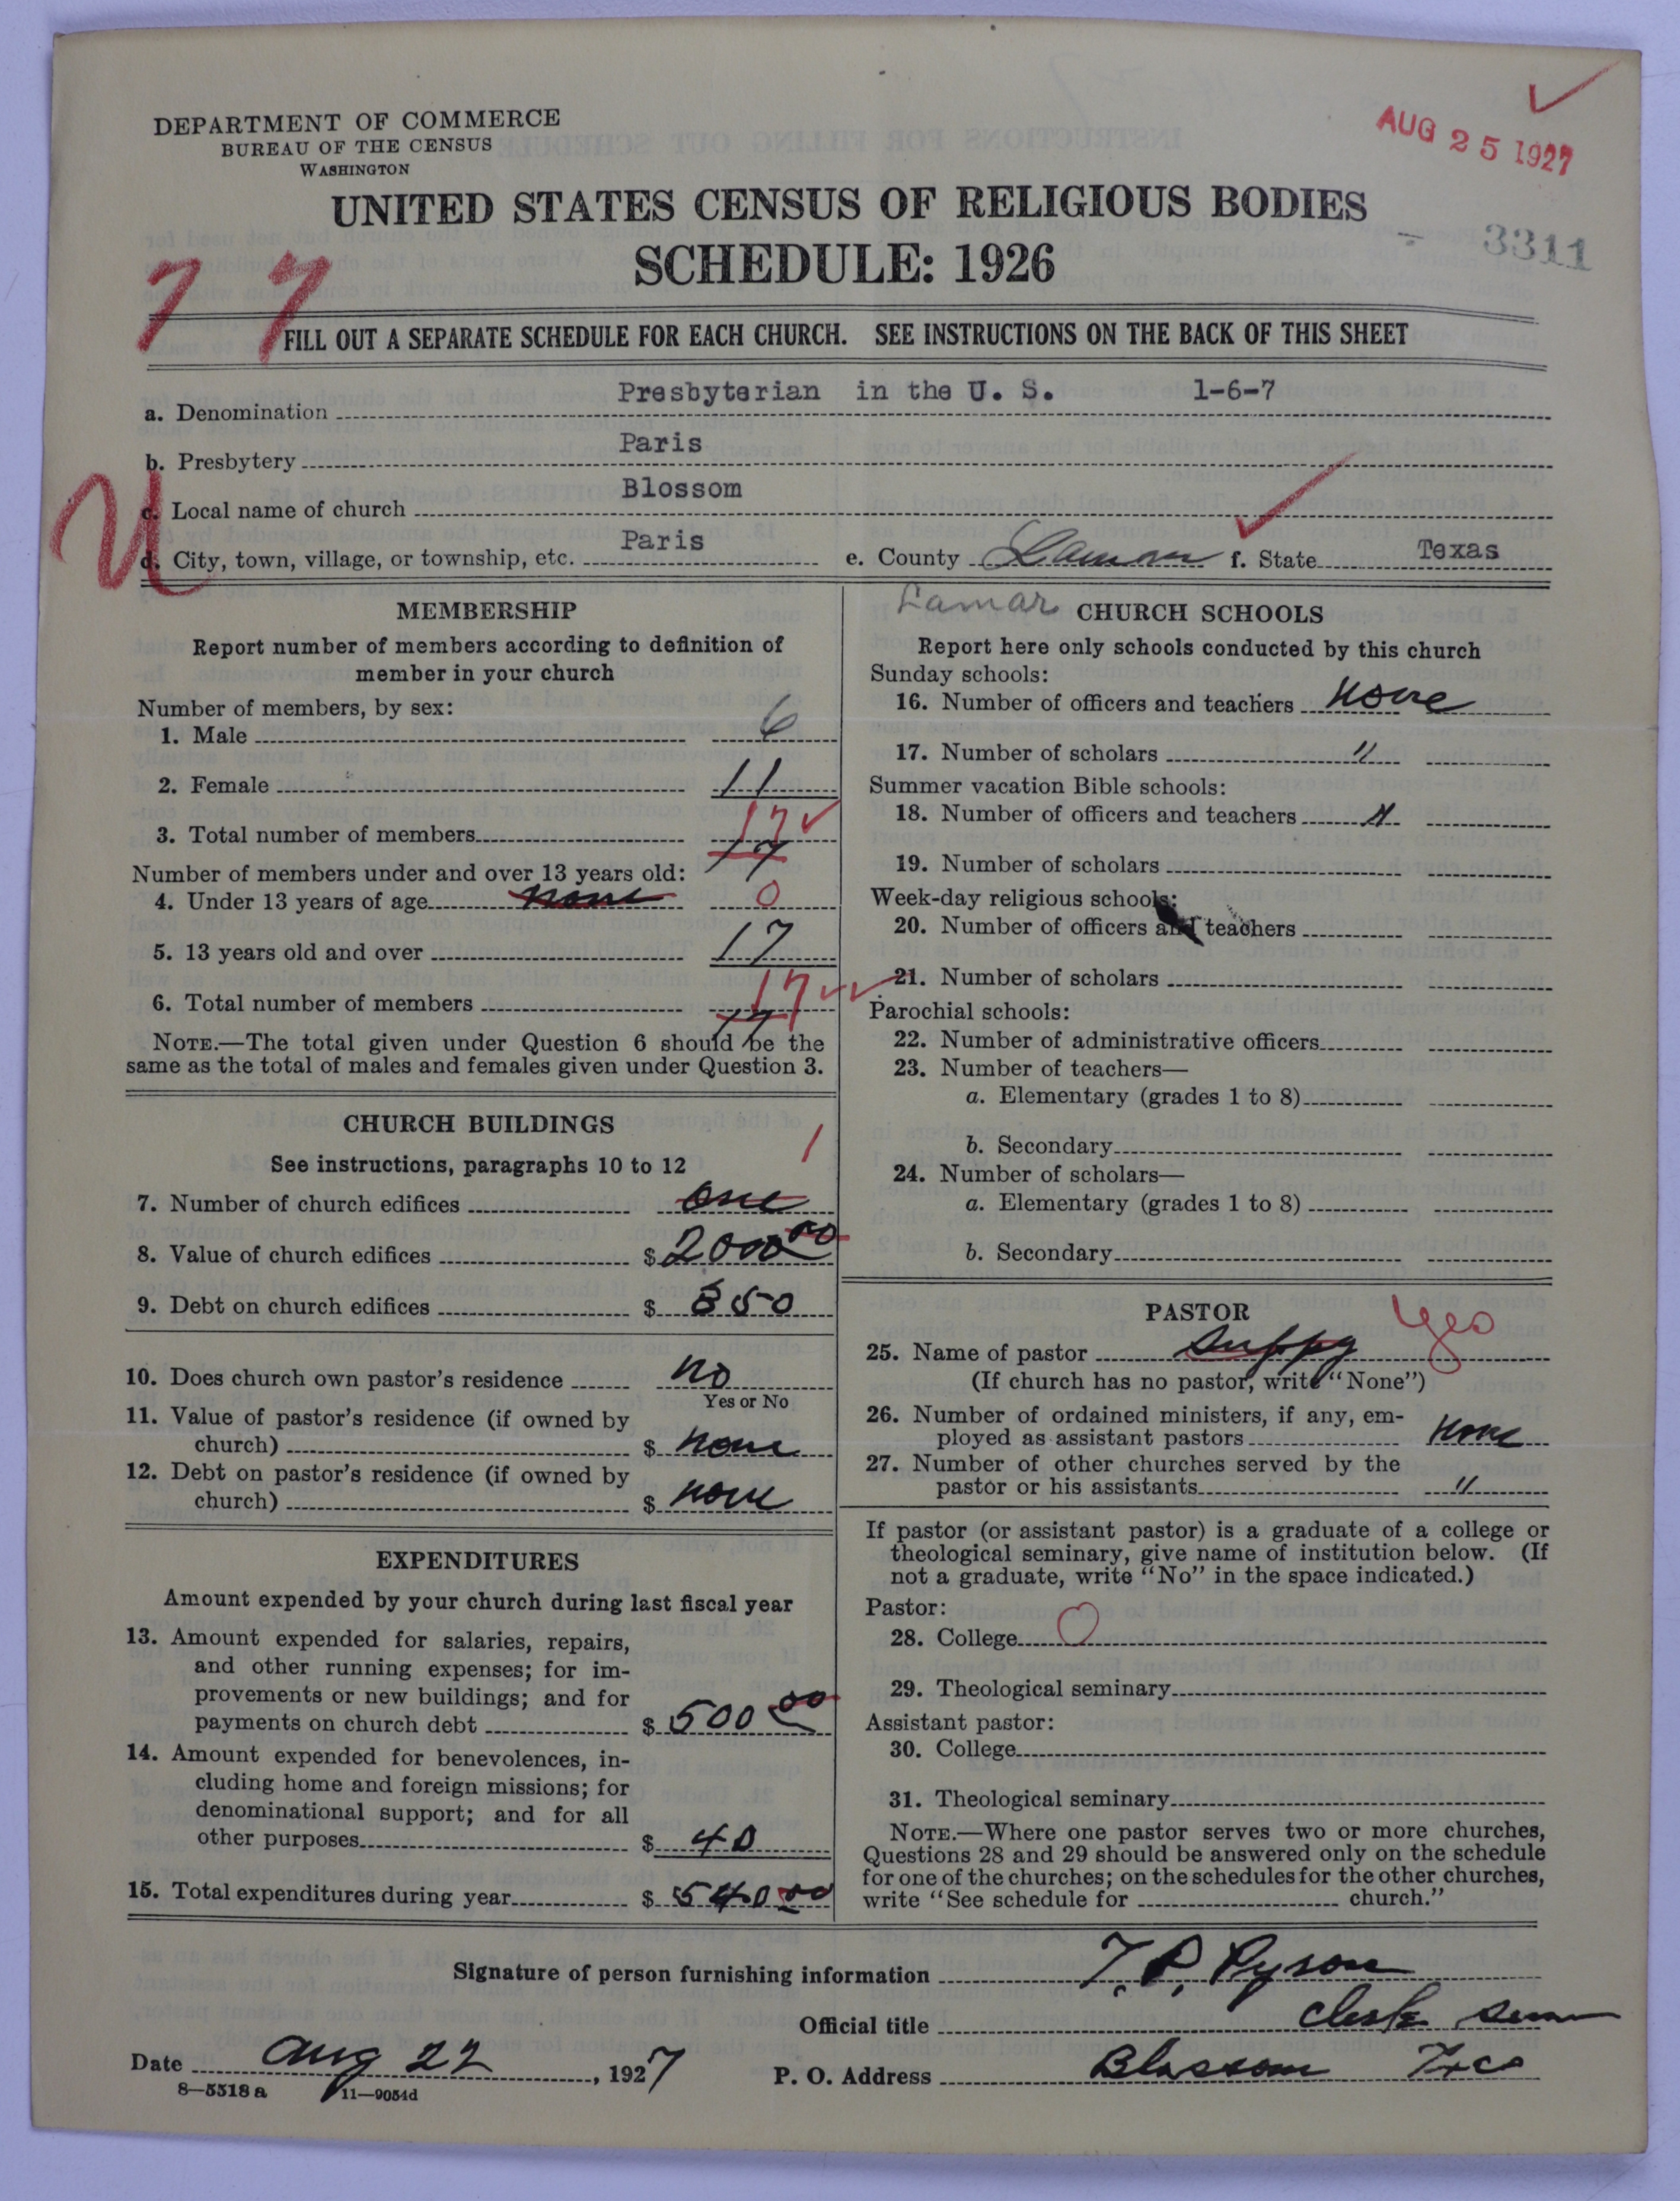 DEPARTMENT OF COMMERCE
BUREAU OF THE CENSUS
WASHINGTON
AUG 25 1927
UNITED STATES CENSUS OF RELIGIOUS BODIES
SCHEDULE: 1926
3311
7 7
FILL OUT A SEPARATE SCHEDULE FOR EACH CHURCH. SEE INSTRUCTIONS ON THE BACK OF THIS SHEET
a. Denomination Presbyterian in the U. S. 1-6-7
b. Presbytery Paris
c. Local name of church Blossom
d. City, town, village, or township, etc. Paris e. County Lamar f. State Texas
U
MEMBERSHIP
Report number of members according to definition of
member in your church
Number of members, by sex:
1. Male 6
2. Female 11
17
3. Total number of members 17
Number of members under and over 13 years old:
4. Under 13 years of age none 0
5. 13 years old and over 17
17
6. Total number of members 17
NOTE.—The total given under Question 6 should be the
same as the total of males and females given under Question 3.
CHURCH BUILDINGS
See instructions, paragraphs 10 to 12
1
7. Number of church edifices one
8. Value of church edifices $ 2000 00
9. Debt on church edifices $ 850
10. Does church own pastor's residence no
Yes or No
11. Value of pastor's residence (if owned by
church) $ none
12. Debt on pastor's residence (if owned by
church) $ none
EXPENDITURES
Amount expended by your church during last fiscal year
13. Amount expended for salaries, repairs,
and other running expenses; for im-
provements or new buildings; and for
payments on church debt $ 500 00
14. Amount expended for benevolences, in-
cluding home and foreign missions; for
denominational support; and for all
other purposes $ 40
15. Total expenditures during year $ 540 00
Lamar
CHURCH SCHOOLS
Report here only schools conducted by this church
Sunday schools:
16. Number of officers and teachers none
17. Number of scholars "
Summer vacation Bible schools:
18. Number of officers and teachers "
19. Number of scholars
Week-day religious schools:
20. Number of officers and teachers
21. Number of scholars
Parochial schools:
22. Number of administrative officers
23. Number of teachers—
a. Elementary (grades 1 to 8)
b. Secondary
24. Number of scholars—
a. Elementary (grades 1 to 8)
b. Secondary
PASTOR
25. Name of pastor Suppy
(If church has no pastor, write "None")
26. Number of ordained ministers, if any, em-
ployed as assistant pastors none
27. Number of other churches served by the
pastor or his assistants "
If pastor (or assistant pastor) is a graduate of a college or
theological seminary, give name of institution below. (If
not a graduate, write "No" in the space indicated.)
Pastor:
28. College O
29. Theological seminary
Assistant pastor:
30. College
31. Theological seminary
NOTE.—Where one pastor serves two or more churches,
Questions 28 and 29 should be answered only on the schedule
for one of the churches; on the schedules for the other churches,
write "See schedule for church."
Signature of person furnishing information T. P. Pyson
Official title Clerk
Date Aug 22, 1927 P. O. Address Blossom
8—5518 a 11—9054d